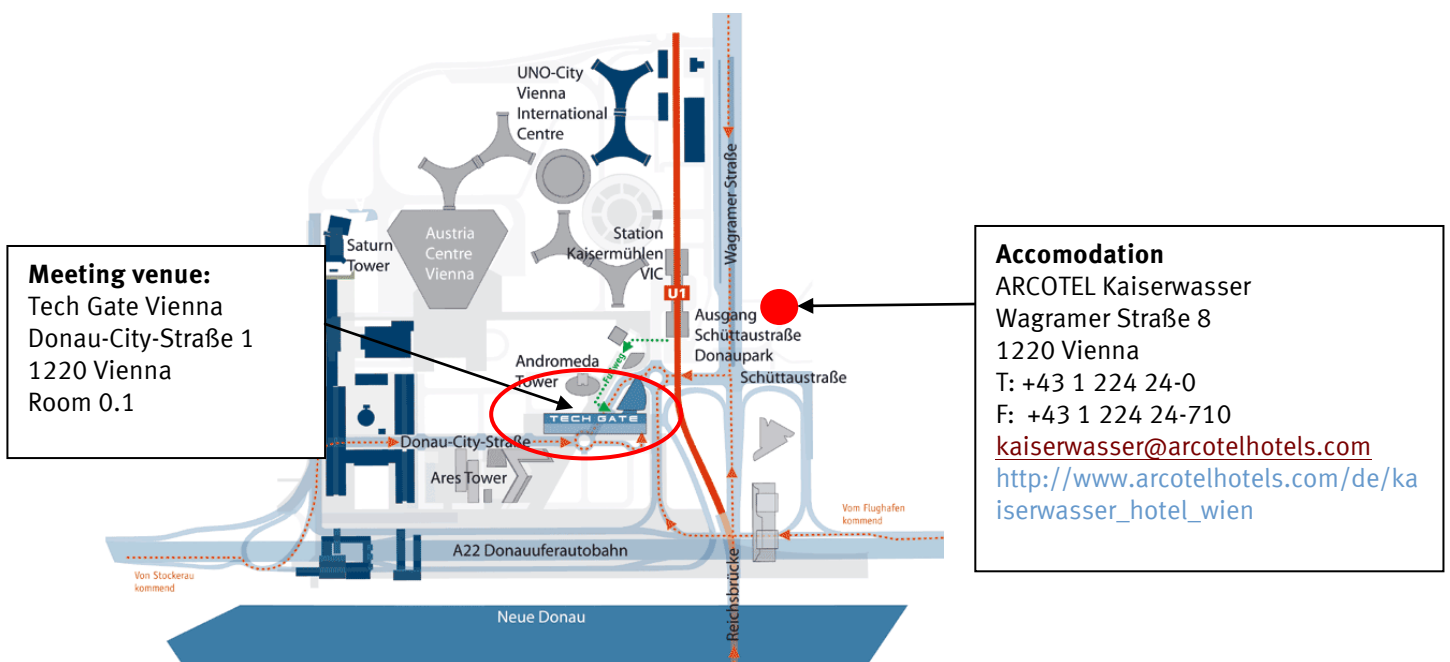 UNO-City
Vienna
International
Centre
Wagramer Straße
Austria
Centre
Vienna
Saturn
Tower
Station
Kaisermühlen
VIC
U1
Meeting venue:
Tech Gate Vienna
Donau-City-Straße 1
1220 Vienna
Room 0.1
Accomodation
ARCOTEL Kaiserwasser
Wagramer Straße 8
1220 Vienna
T: +43 1 224 24-0
F:  +43 1 224 24-710
kaiserwasser@arcotelhotels.com
http://www.arcotelhotels.com/de/ka
iserwasser_hotel_wien
Ausgang
Schüttaustraße
Donaupark
Andromeda
Tower
Fußweg
Schüttaustraße
TECH GATE
Donau-City-Straße
Ares Tower
Vom Flughafen
kommend
A22 Donauuferautobahn
Von Stockerau
kommend
Reichsbrücke
Neue Donau